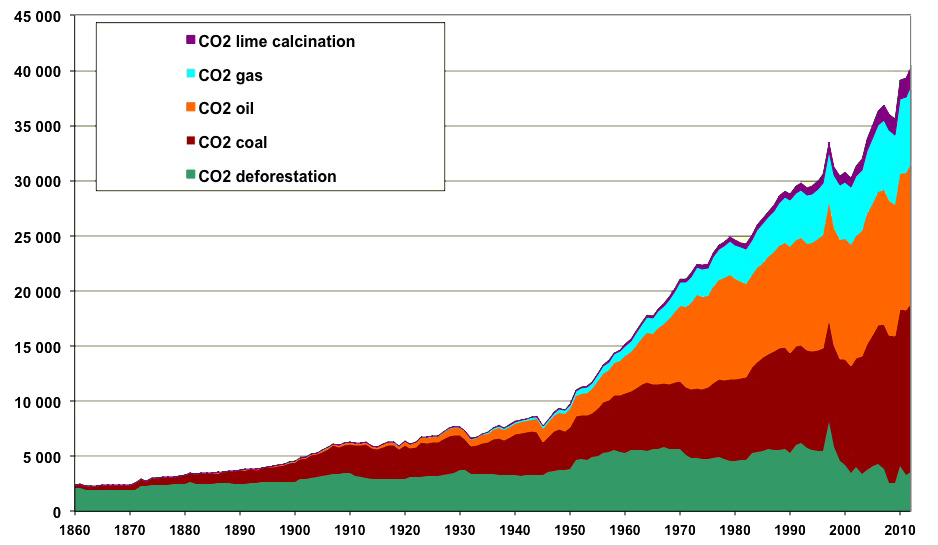 45 000
40 000
35 000
30 000
25 000
20 000
15 000
10 000
5 000
0
CO2 lime calcination
CO2 gas
CO2 oil
CO2 coal
CO2 deforestation
1860 1870 1880 1890 1900 1910 1920 1930 1940 1950 1960 1970 1980 1990 2000 2010